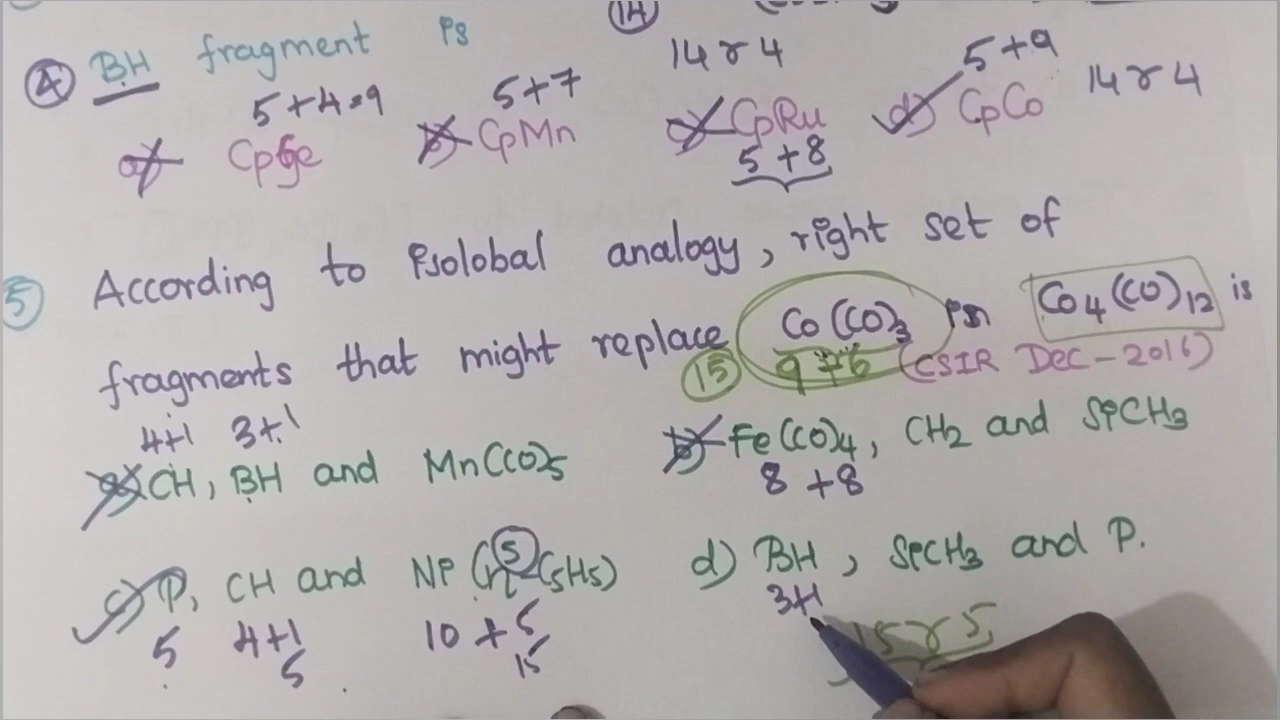 14
④ BH fragment is
14 or 4
5+9
14 or 4
5+4=9
5+7
a) CpGe b) CpMn c) CpRu d) CpCo
5+8
⑤ According to isolobal analogy, right set of
fragments that might replace Co(CO)3 in Co4(CO)12 is
15 9+6 (CSIR Dec-2016)
4+1 3+1
a) CH, BH and Mn(CO)5 b) Fe(CO)4, CH2 and SiCH3
8+8
c) P, CH and Ni(η5-C5H5) d) BH, SiCH3 and P.
5 4+1 10+5 3+1
5 15 15 or 5